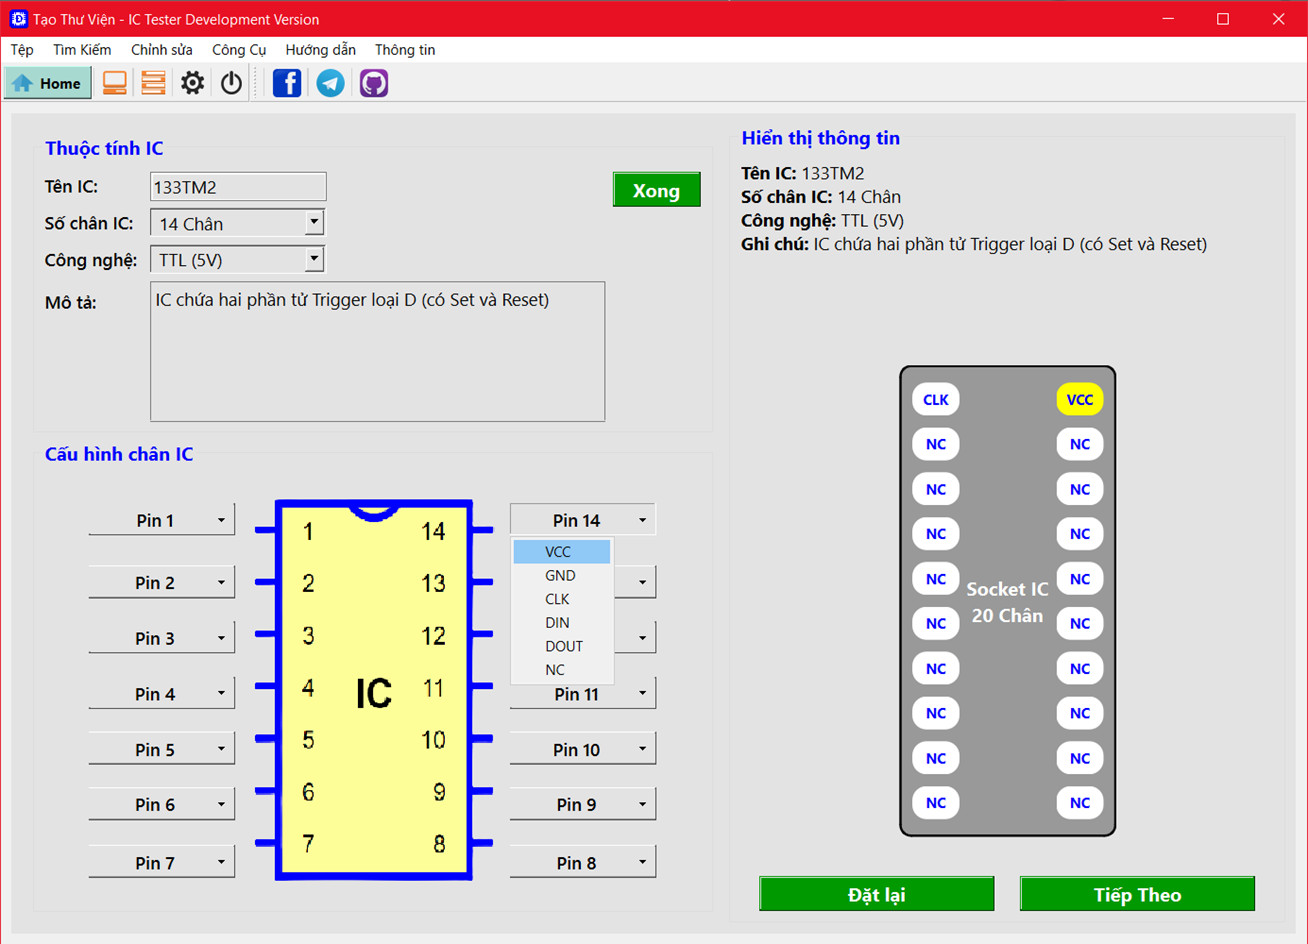 Tạo Thư Viện - IC Tester Development Version
Tệp Tìm Kiếm Chỉnh sửa Công Cụ Hướng dẫn Thông tin
Home
Thuộc tính IC
Tên IC: 133TM2
Xong
Số chân IC: 14 Chân
Công nghệ: TTL (5V)
Mô tả: IC chứa hai phần tử Trigger loại D (có Set và Reset)
Cấu hình chân IC
Pin 1
Pin 2
Pin 3
Pin 4
Pin 5
Pin 6
Pin 7
1 14
2 13
3 12
4 IC 11
5 10
6 9
7 8
Pin 14
VCC
GND
CLK
DIN
DOUT
NC
Pin 11
Pin 10
Pin 9
Pin 8
Hiển thị thông tin
Tên IC: 133TM2
Số chân IC: 14 Chân
Công nghệ: TTL (5V)
Ghi chú: IC chứa hai phần tử Trigger loại D (có Set và Reset)
CLK VCC
NC NC
NC NC
NC NC
NC NC
Socket IC
20 Chân
NC NC
NC NC
NC NC
NC NC
NC NC
Đặt lại Tiếp Theo